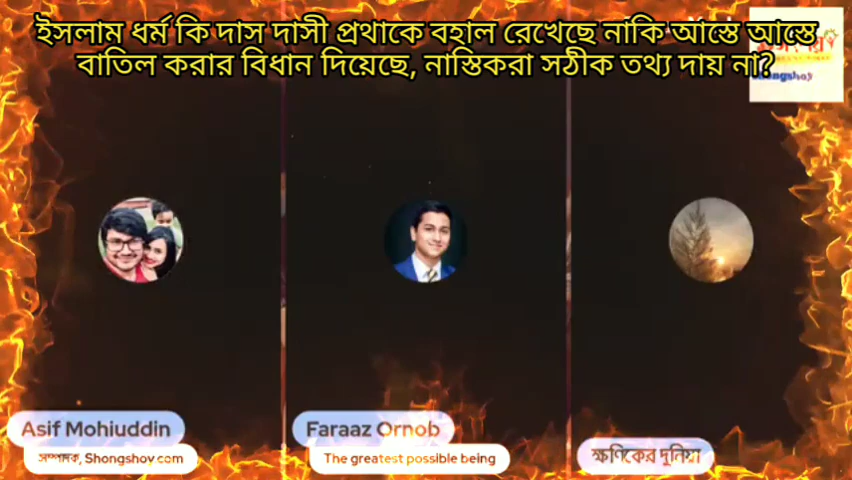 ইসলাম ধর্ম কি দাস দাসী প্রথাকে বহাল রেখেছে নাকি আস্তে আস্তে
বাতিল করার বিধান দিয়েছে, নাস্তিকরা সঠীক তথ্য দায় না?
Asif Mohiuddin
সম্পাদক, Shongshoy.com
Faraaz Ornob
The greatest possible being
ক্ষণিকের দুনিয়া